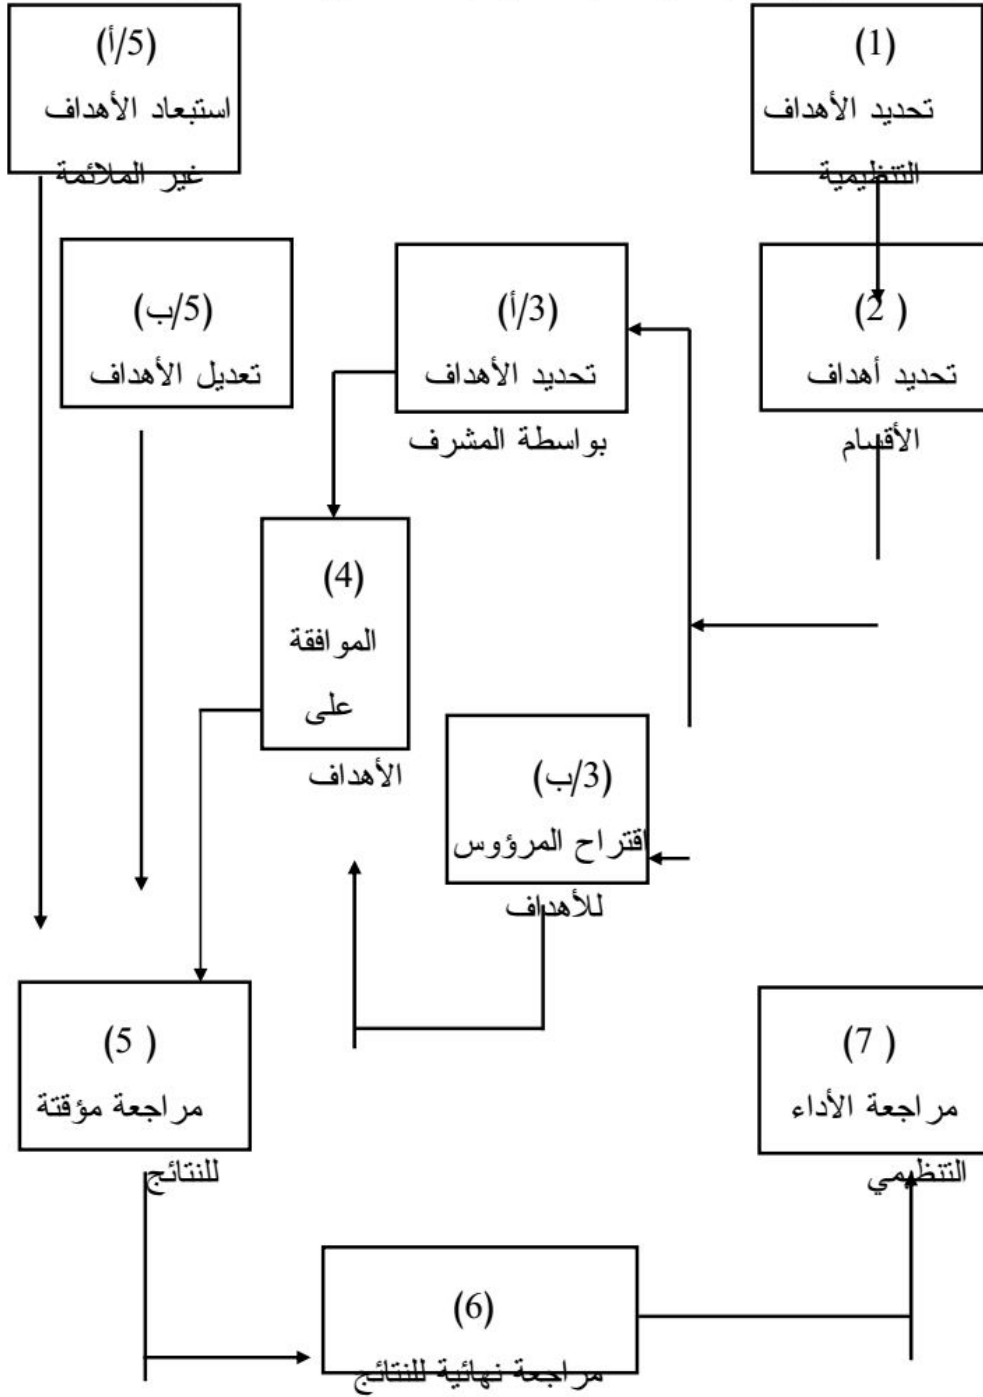 (1)
تحديد الأهداف
التنظيمية
(5/أ)
استبعاد الأهداف
غير الملائمة
(2 )
تحديد أهداف
الأقسام
(3/أ)
تحديد الأهداف
بواسطة المشرف
(5/ب)
تعديل الأهداف
(4)
الموافقة
على
الأهداف
(3/ب)
اقتراح المرؤوس
للأهداف
(7 )
مراجعة الأداء
التنظيمي
(5 )
مراجعة مؤقتة
للنتائج
(6)
مراجعة نهائية للنتائج